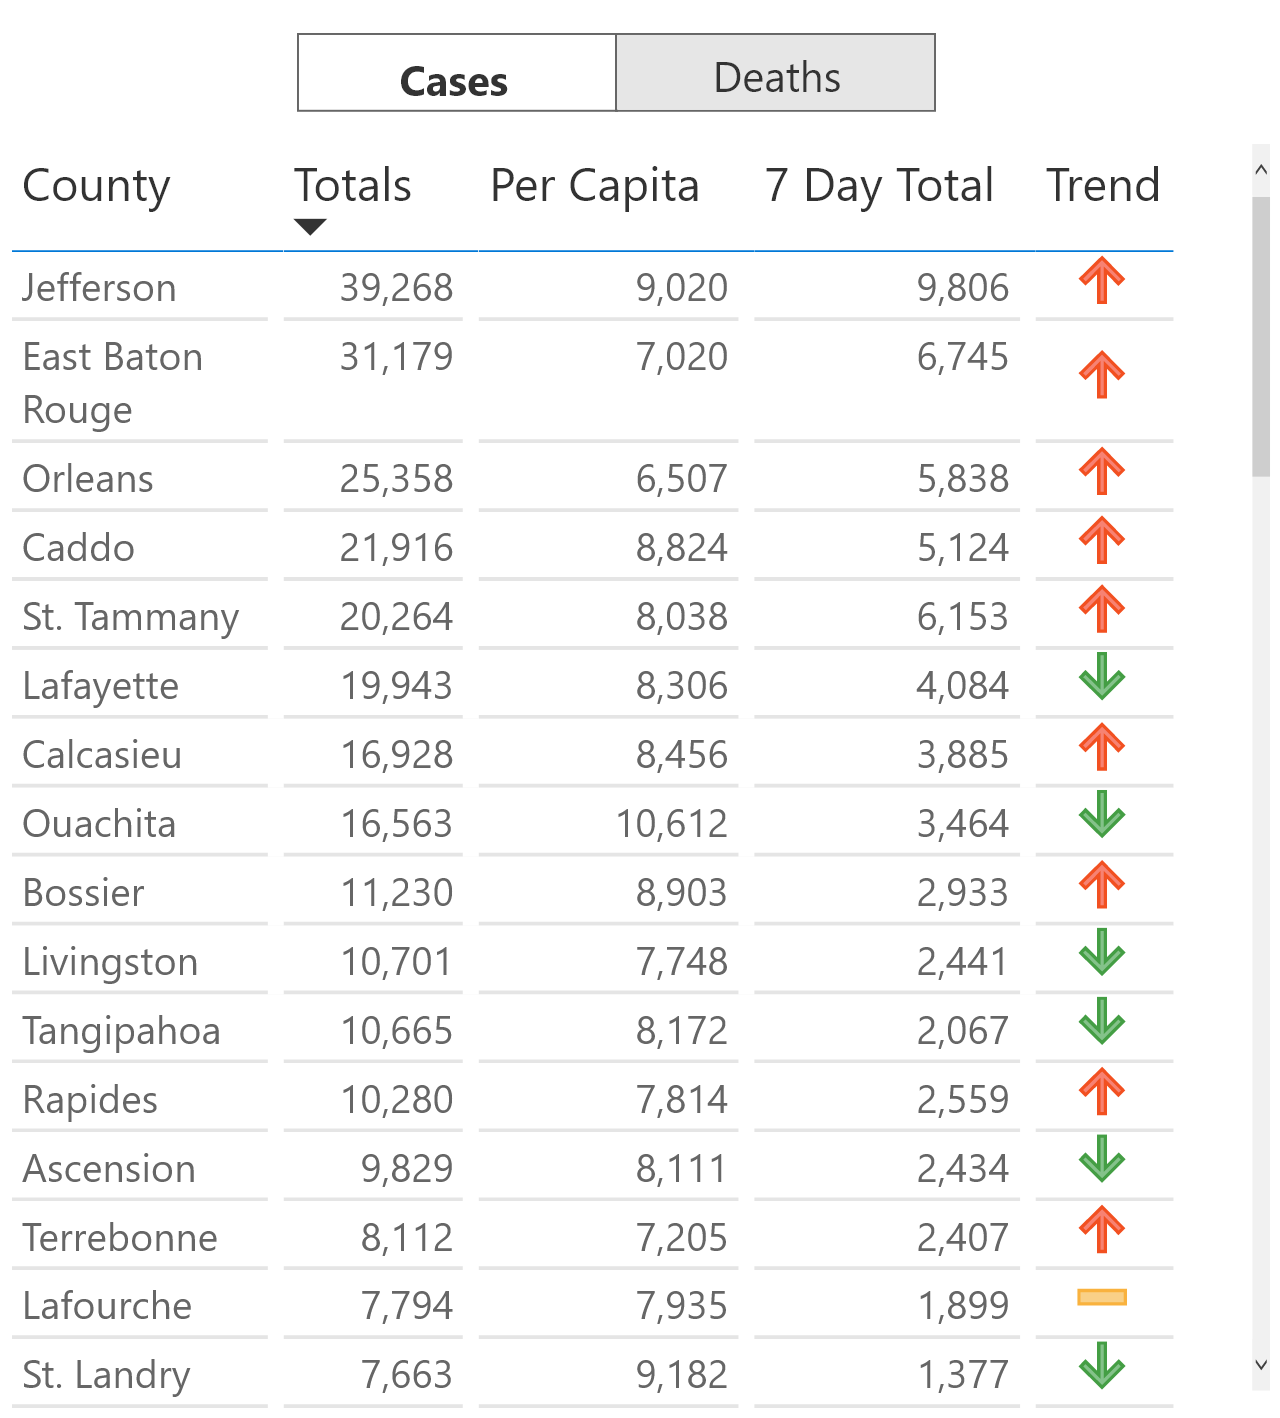 Cases Deaths
County Totals Per Capita 7 Day Total Trend
Jefferson 39,268 9,020 9,806
East Baton 31,179 7,020 6,745
Rouge
Orleans 25,358 6,507 5,838
Caddo 21,916 8,824 5,124
St. Tammany 20,264 8,038 6,153
Lafayette 19,943 8,306 4,084
Calcasieu 16,928 8,456 3,885
Ouachita 16,563 10,612 3,464
Bossier 11,230 8,903 2,933
Livingston 10,701 7,748 2,441
Tangipahoa 10,665 8,172 2,067
Rapides 10,280 7,814 2,559
Ascension 9,829 8,111 2,434
Terrebonne 8,112 7,205 2,407
Lafourche 7,794 7,935 1,899
St. Landry 7,663 9,182 1,377